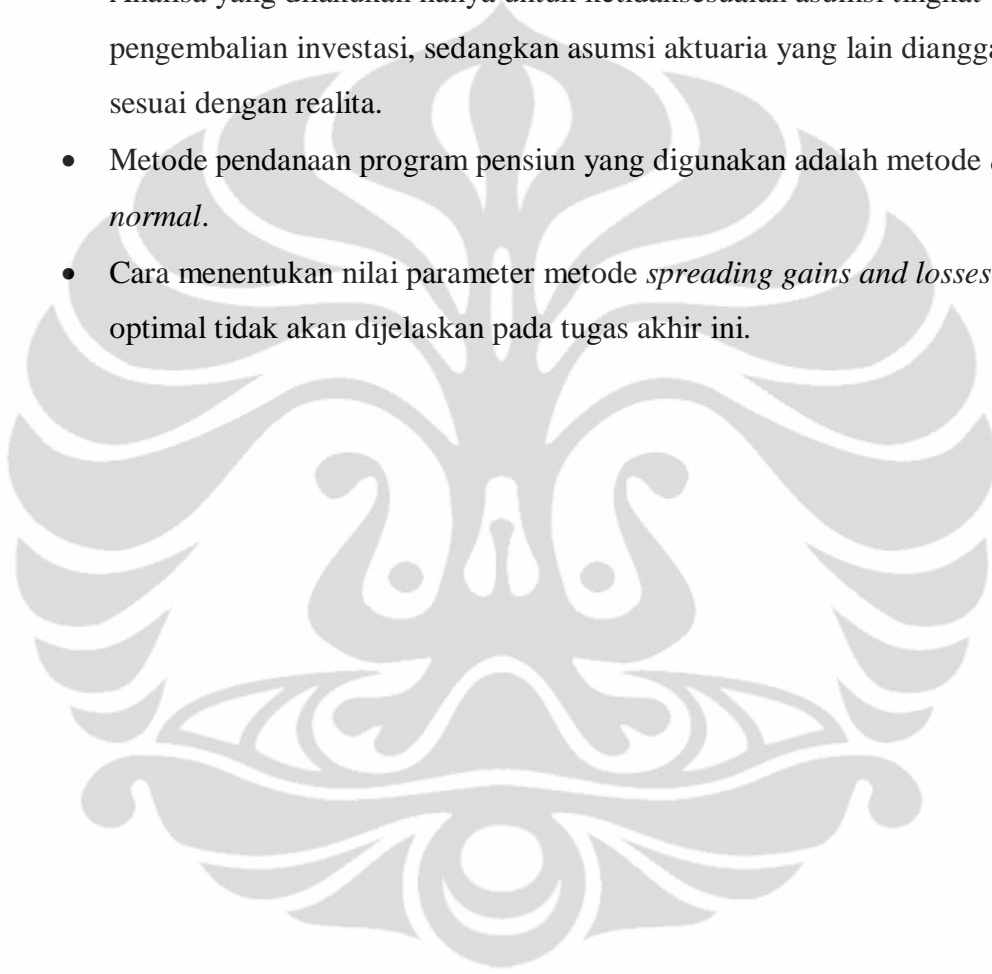 pengembalian investasi, sedangkan asumsi aktuaria yang lain diangga
sesuai dengan realita.
• Metode pendanaan program pensiun yang digunakan adalah metode
normal.
• Cara menentukan nilai parameter metode spreading gains and losses
optimal tidak akan dijelaskan pada tugas akhir ini.